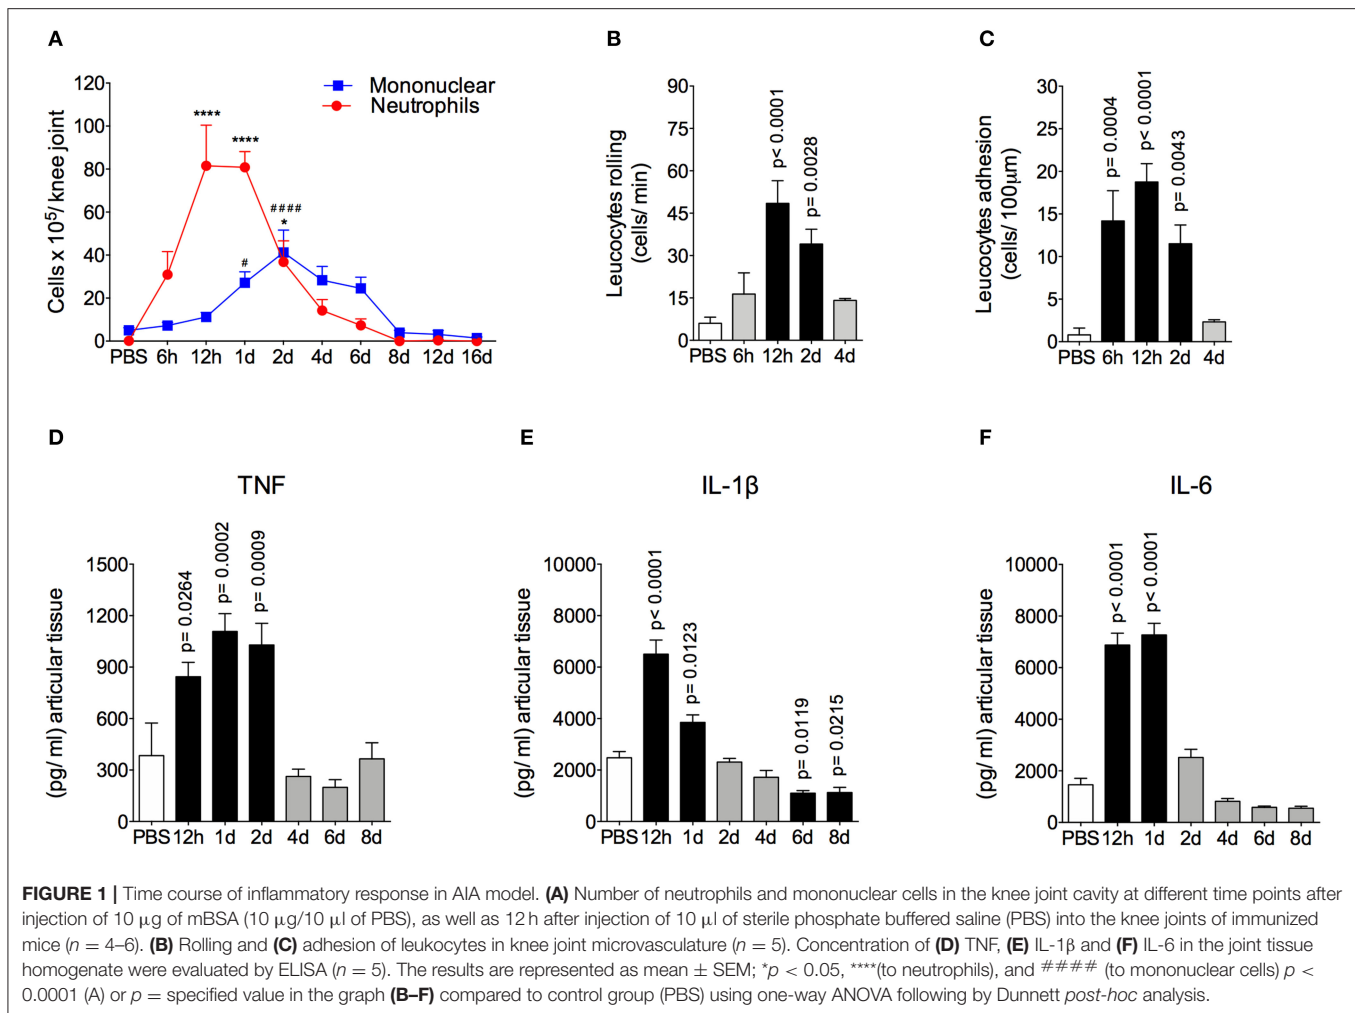 A
120
100
80
60
40
20
0
Cells x 10⁵/ knee joint
Mononuclear
Neutrophils
****
****
####
*
#
PBS 6h 12h 1d 2d 4d 6d 8d 12d 16d
B
90
75
60
45
30
15
0
Leucocytes rolling
(cells/ min)
p< 0.0001
p= 0.0028
PBS 6h 12h 2d 4d
C
30
25
20
15
10
5
0
Leucocytes adhesion
(cells/ 100µm)
p= 0.0004
p< 0.0001
p= 0.0043
PBS 6h 12h 2d 4d
D
TNF
1500
1200
900
600
300
0
(pg/ ml) articular tissue
p= 0.0264
p= 0.0002
p= 0.0009
PBS 12h 1d 2d 4d 6d 8d
E
IL-1β
10000
8000
6000
4000
2000
0
(pg/ ml) articular tissue
p< 0.0001
p= 0.0123
p= 0.0119
p= 0.0215
PBS 12h 1d 2d 4d 6d 8d
F
IL-6
10000
8000
6000
4000
2000
0
(pg/ ml) articular tissue
p< 0.0001
p< 0.0001
PBS 12h 1d 2d 4d 6d 8d
FIGURE 1 | Time course of inflammatory response in AIA model. (A) Number of neutrophils and mononuclear cells in the knee joint cavity at different time points after
injection of 10 µg of mBSA (10 µg/10 µl of PBS), as well as 12 h after injection of 10 µl of sterile phosphate buffered saline (PBS) into the knee joints of immunized
mice (n = 4–6). (B) Rolling and (C) adhesion of leukocytes in knee joint microvasculature (n = 5). Concentration of (D) TNF, (E) IL-1β and (F) IL-6 in the joint tissue
homogenate were evaluated by ELISA (n = 5). The results are represented as mean ± SEM; *p < 0.05, ****(to neutrophils), and #### (to mononuclear cells) p <
0.0001 (A) or p = specified value in the graph (B–F) compared to control group (PBS) using one-way ANOVA following by Dunnett post-hoc analysis.